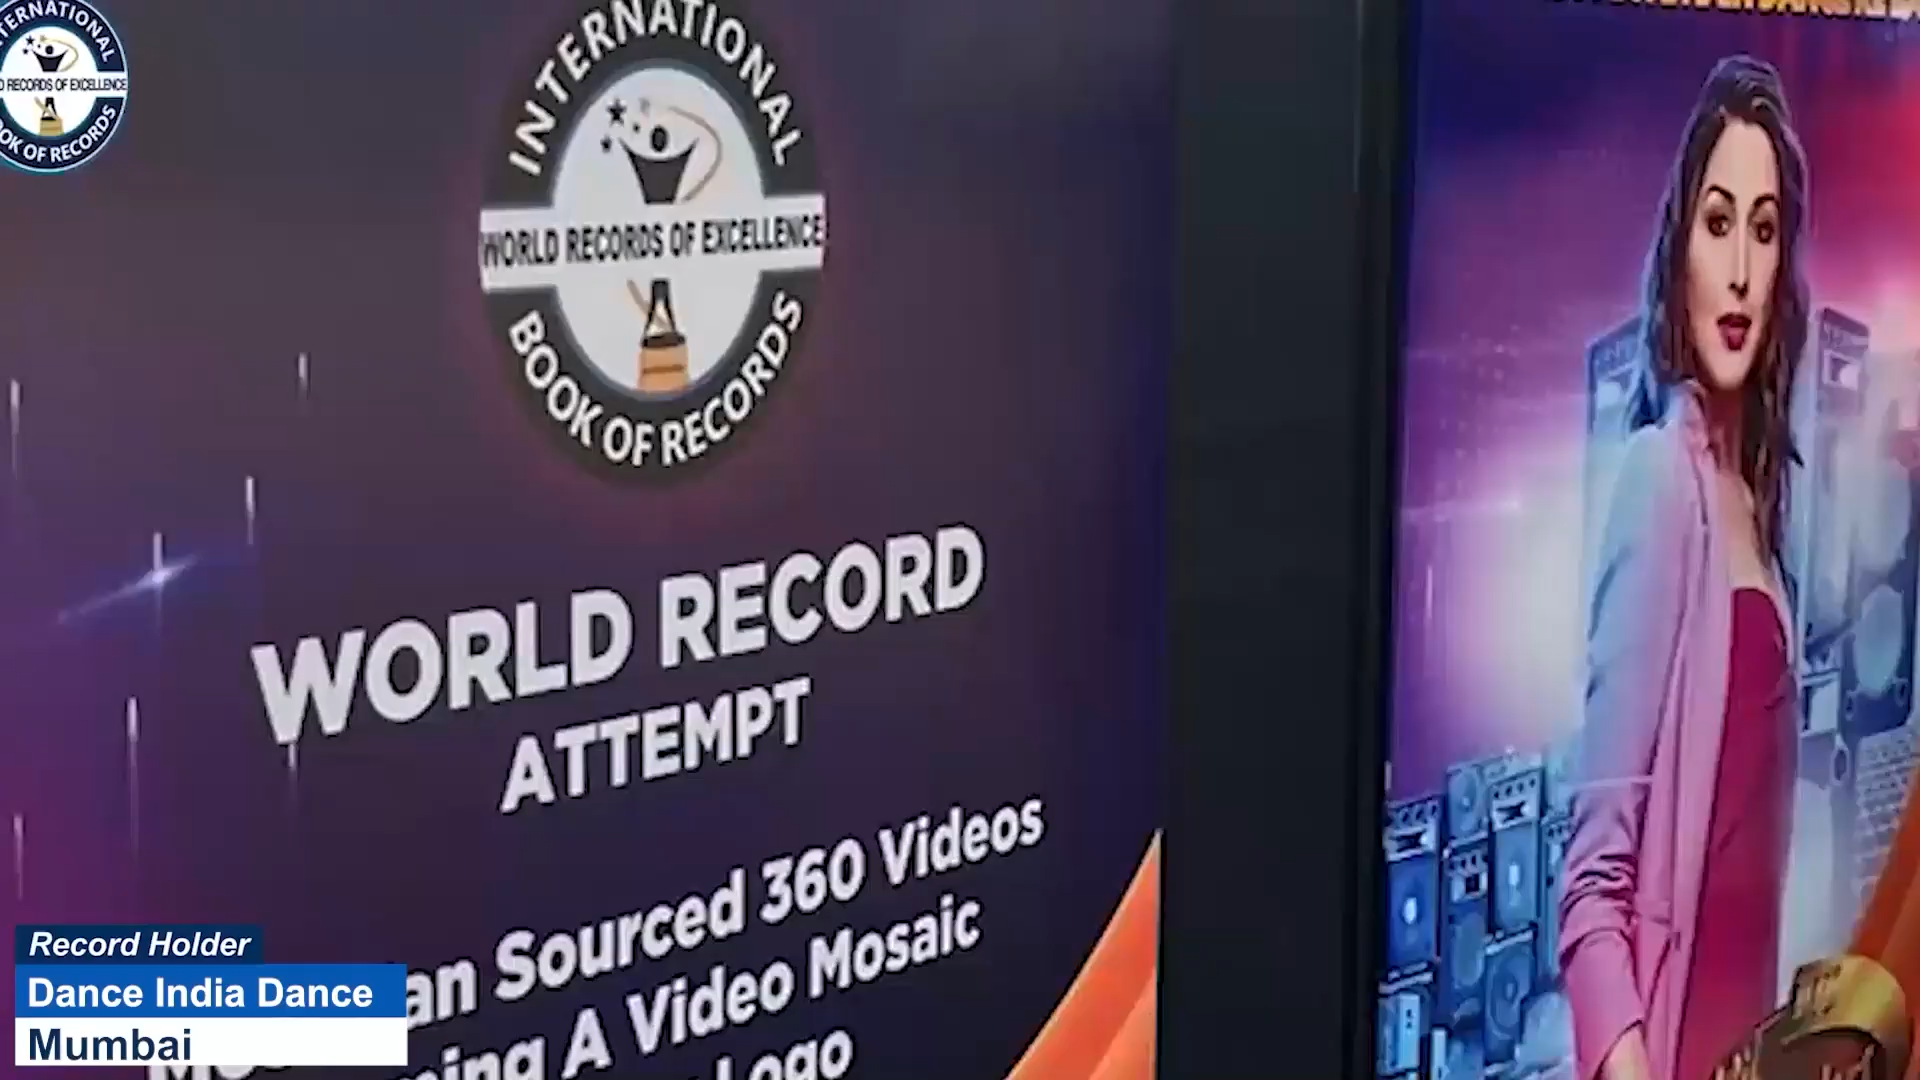 INTERNATIONAL
WORLD RECORDS OF EXCELLENCE
BOOK OF RECORDS
RECORDS OF EXCELLENCE
BOOK OF RECORDS
INTERNATIONAL
WORLD RECORD
ATTEMPT
Sourced 360 Videos
A Video Mosaic
Logo
Record Holder
Dance India Dance
Mumbai